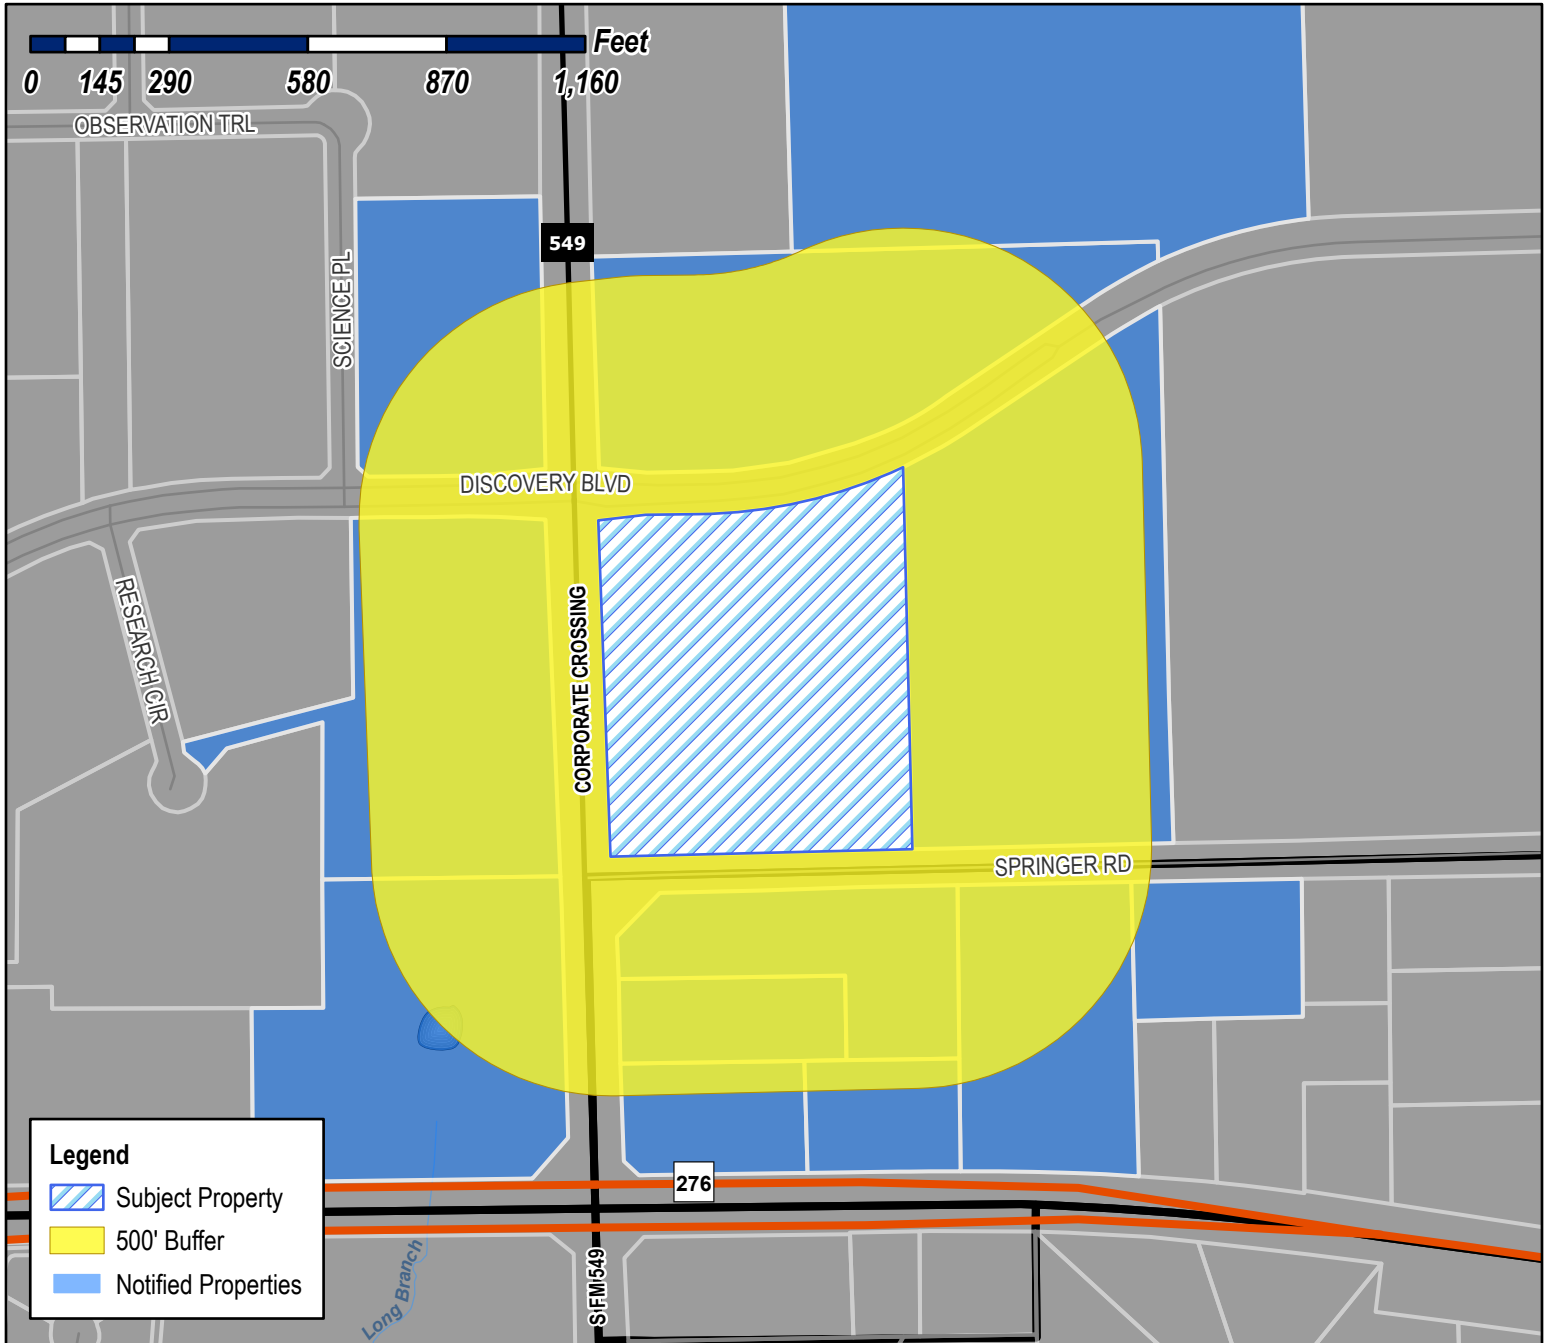 Feet
0 145 290 580 870 1,160
OBSERVATION TRL
549
SCIENCE PL
DISCOVERY BLVD
RESEARCH CIR
CORPORATE CROSSING
SPRINGER RD
276
Legend
Subject Property
500' Buffer
Notified Properties
Long Branch
S FM 549